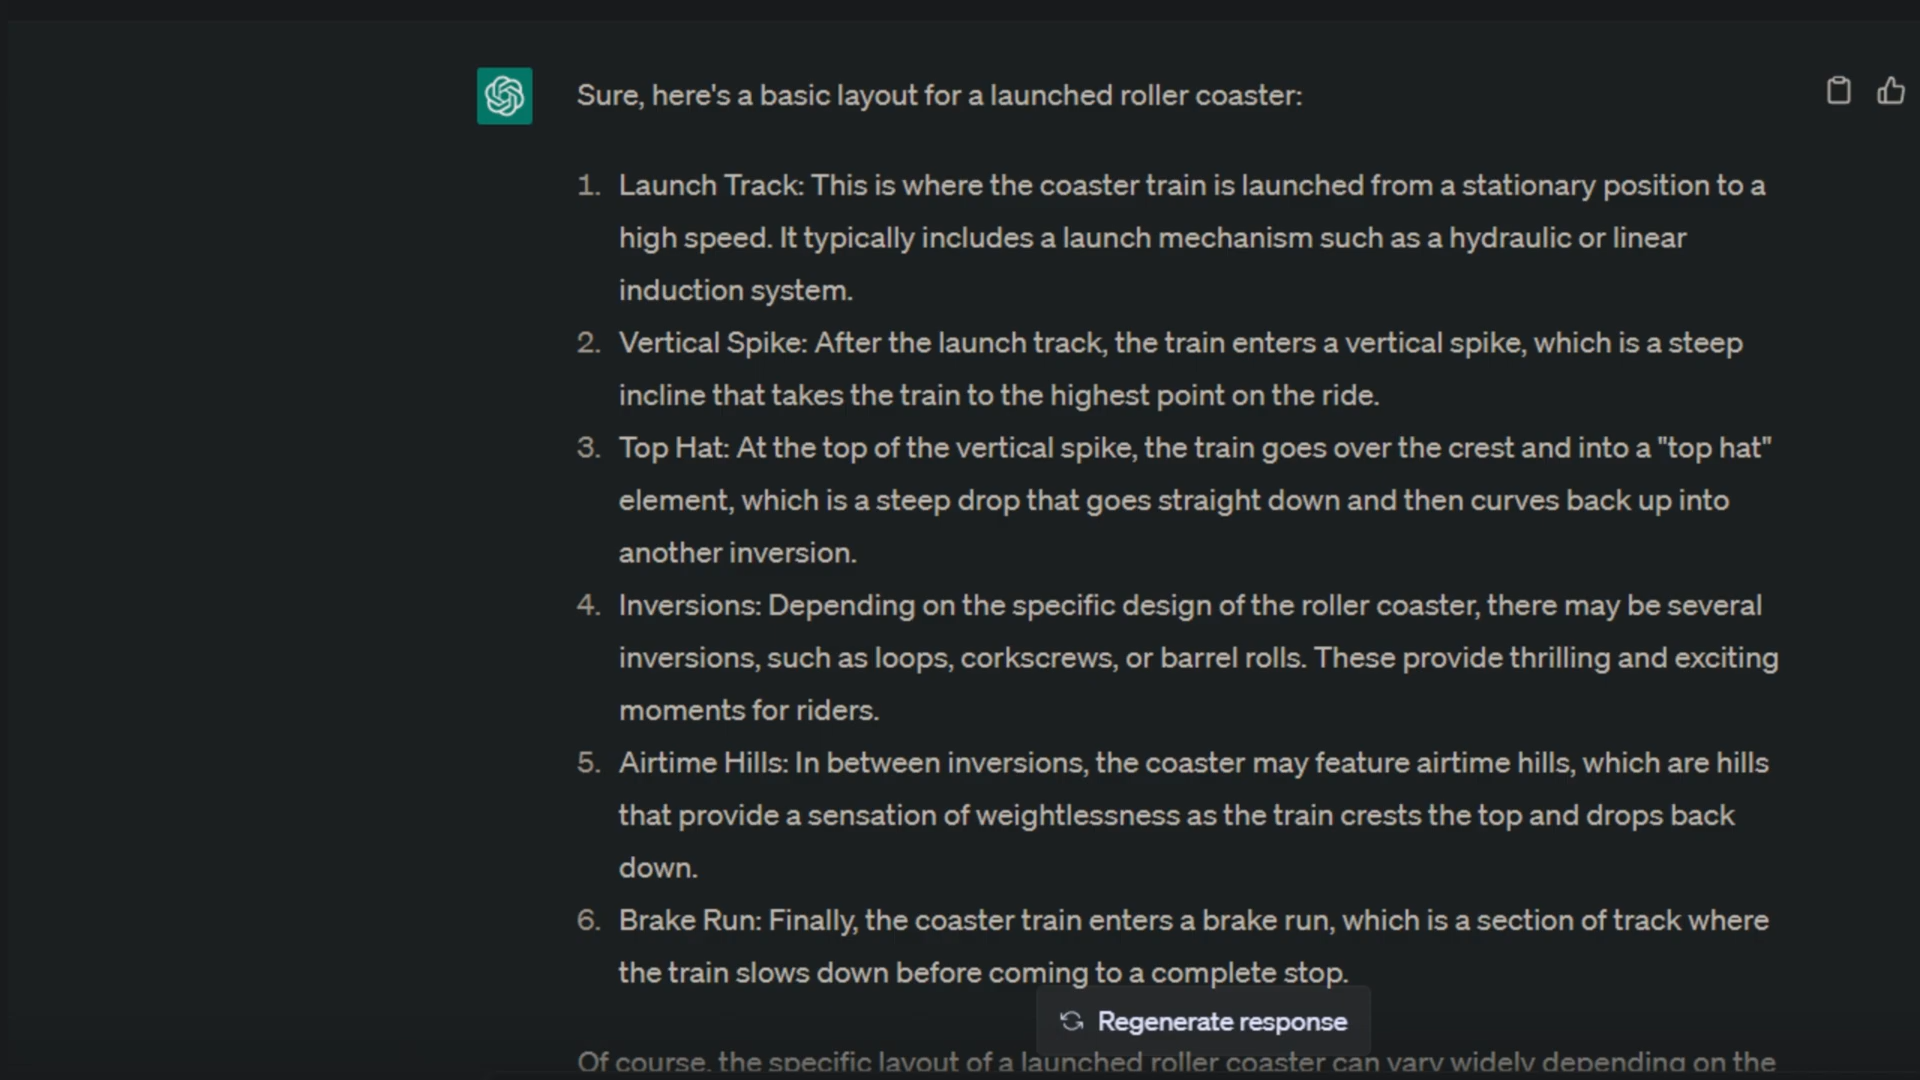 Sure, here's a basic layout for a launched roller coaster:
1. Launch Track: This is where the coaster train is launched from a stationary position to a
high speed. It typically includes a launch mechanism such as a hydraulic or linear
induction system.
2. Vertical Spike: After the launch track, the train enters a vertical spike, which is a steep
incline that takes the train to the highest point on the ride.
3. Top Hat: At the top of the vertical spike, the train goes over the crest and into a "top hat"
element, which is a steep drop that goes straight down and then curves back up into
another inversion.
4. Inversions: Depending on the specific design of the roller coaster, there may be several
inversions, such as loops, corkscrews, or barrel rolls. These provide thrilling and exciting
moments for riders.
5. Airtime Hills: In between inversions, the coaster may feature airtime hills, which are hills
that provide a sensation of weightlessness as the train crests the top and drops back
down.
6. Brake Run: Finally, the coaster train enters a brake run, which is a section of track where
the train slows down before coming to a complete stop.
Regenerate response
Of course, the specific layout of a launched roller coaster can vary widely depending on the